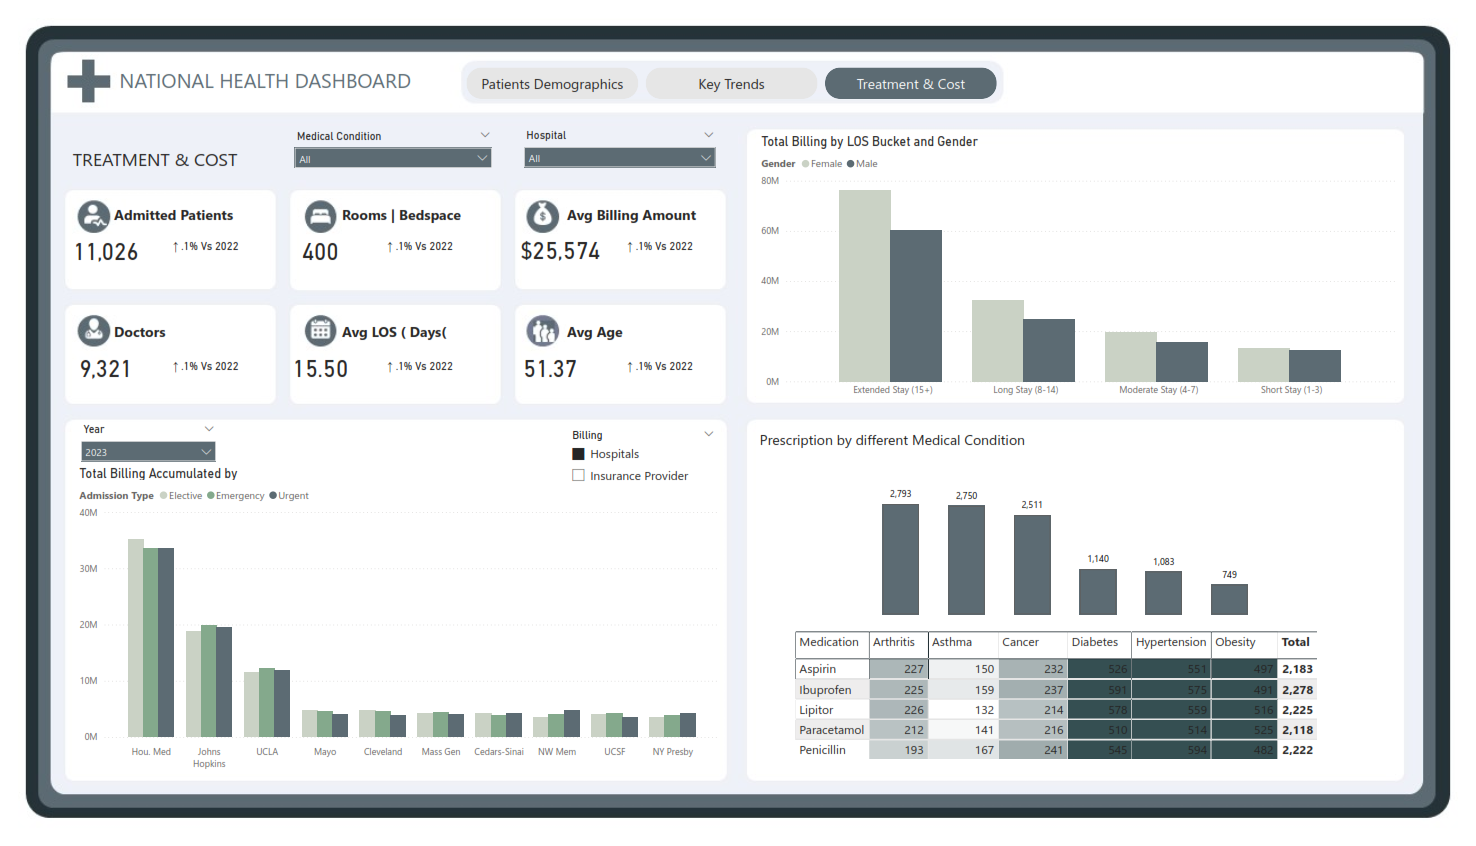 NATIONAL HEALTH DASHBOARD
Patients Demographics
Key Trends
Treatment & Cost
TREATMENT & COST
Medical Condition
All
Hospital
All
Admitted Patients
11,026
↑ .1% Vs 2022
Rooms | Bedspace
400
↑ .1% Vs 2022
Avg Billing Amount
$25,574
↑ .1% Vs 2022
Doctors
9,321
↑ .1% Vs 2022
Avg LOS ( Days(
15.50
↑ .1% Vs 2022
Avg Age
51.37
↑ .1% Vs 2022
Total Billing by LOS Bucket and Gender
Gender Female Male
80M
60M
40M
20M
0M
Extended Stay (15+) Long Stay (8-14) Moderate Stay (4-7) Short Stay (1-3)
Year
2023
Billing
Hospitals
Insurance Provider
Total Billing Accumulated by
Admission Type Elective Emergency Urgent
40M
30M
20M
10M
0M
Hou. Med Johns Hopkins UCLA Mayo Cleveland Mass Gen Cedars-Sinai NW Mem UCSF NY Presby
Prescription by different Medical Condition
2,793 2,750 2,511 1,140 1,083 749
Medication Arthritis Asthma Cancer Diabetes Hypertension Obesity Total
Aspirin 227 150 232 526 551 497 2,183
Ibuprofen 225 159 237 591 575 491 2,278
Lipitor 226 132 214 578 559 516 2,225
Paracetamol 212 141 216 510 514 525 2,118
Penicillin 193 167 241 545 594 482 2,222